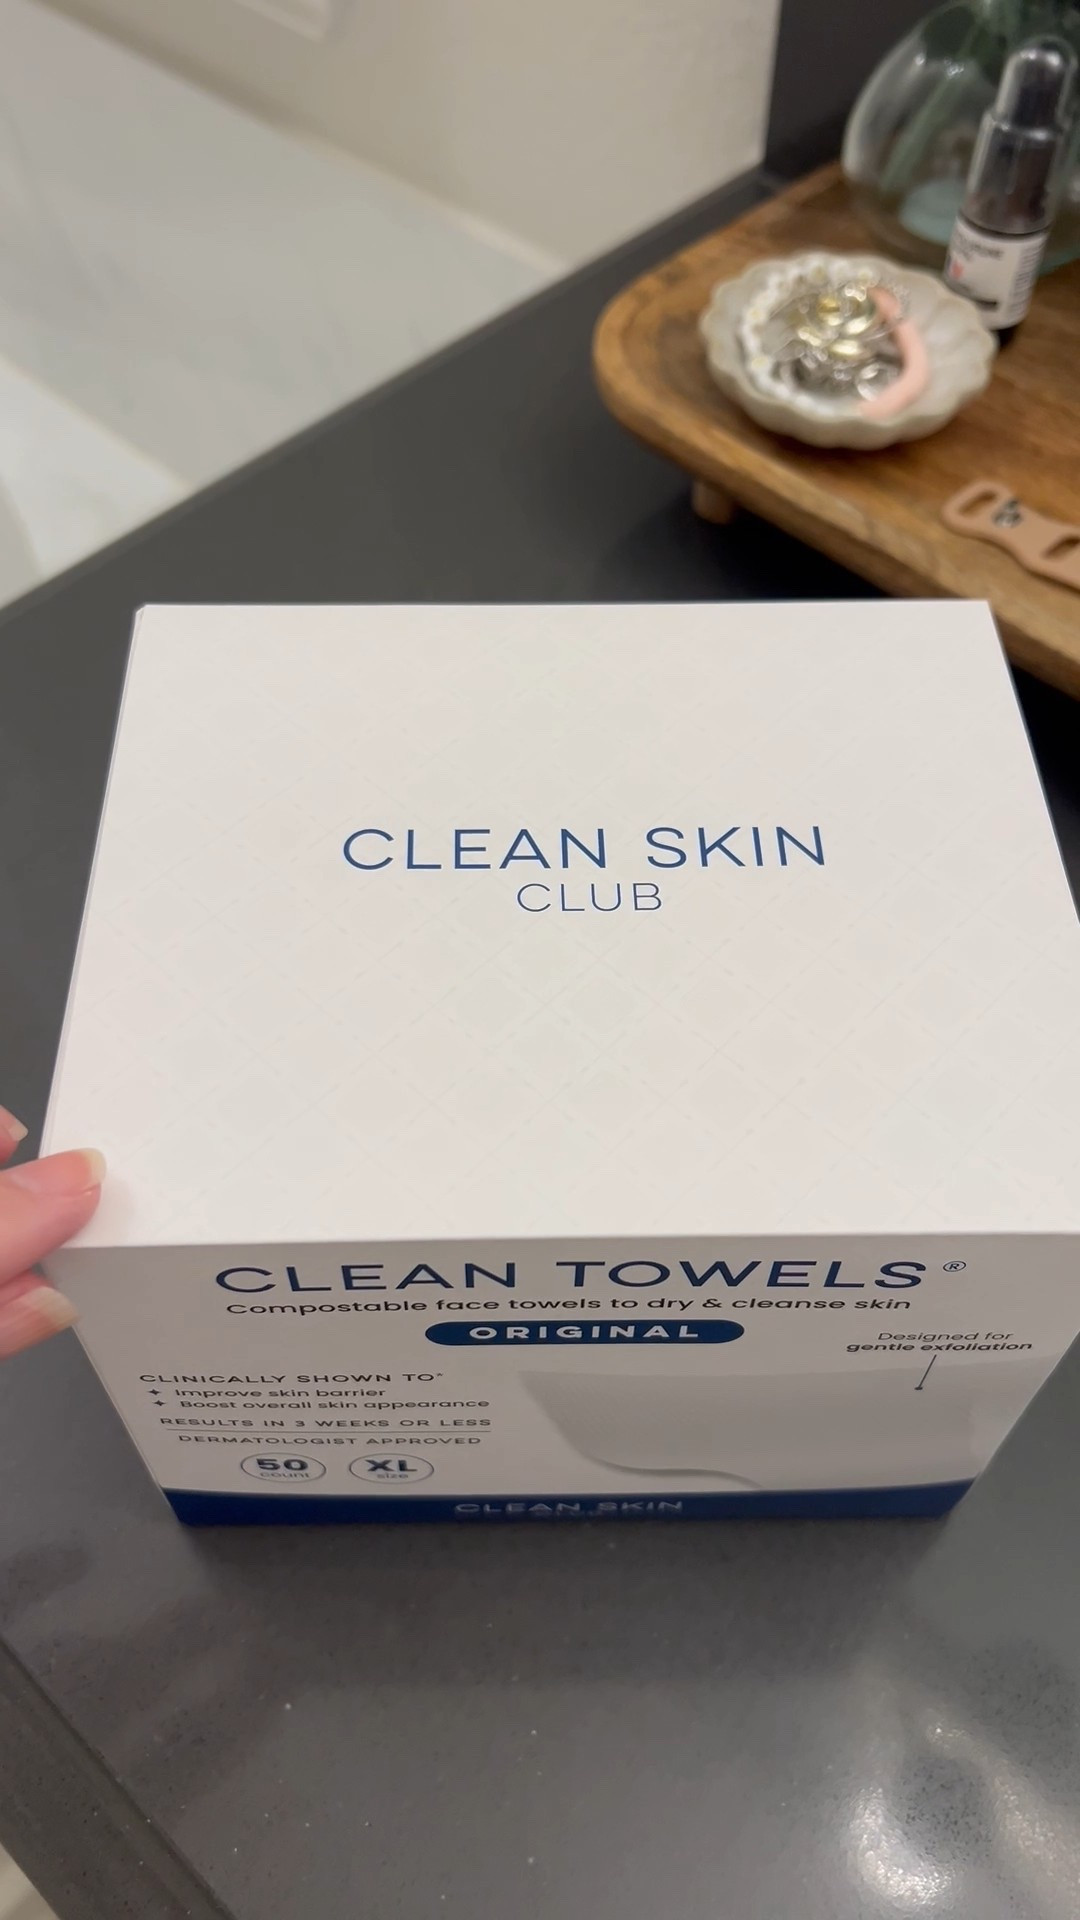 CLEAN SKIN
CLUB
CLEAN TOWELS®
Compostable face towels to dry & cleanse skin
ORIGINAL
Designed for
gentle exfoliation
CLINICALLY SHOWN TO*
Improve skin barrier
Boost overall skin appearance
RESULTS IN 3 WEEKS OR LESS
DERMATOLOGIST APPROVED
50
count
XL
size
CLEAN SKIN
CLUB